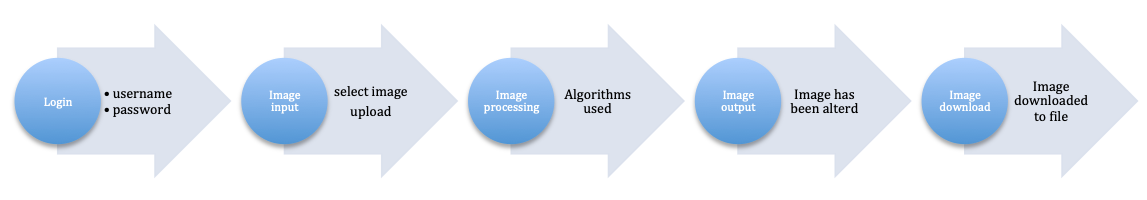 Login
• username
• password
Image
input
select image
upload
Image
processing
Algorithms
used
Image
output
Image has
been alterd
Image
download
Image
downloaded
to file